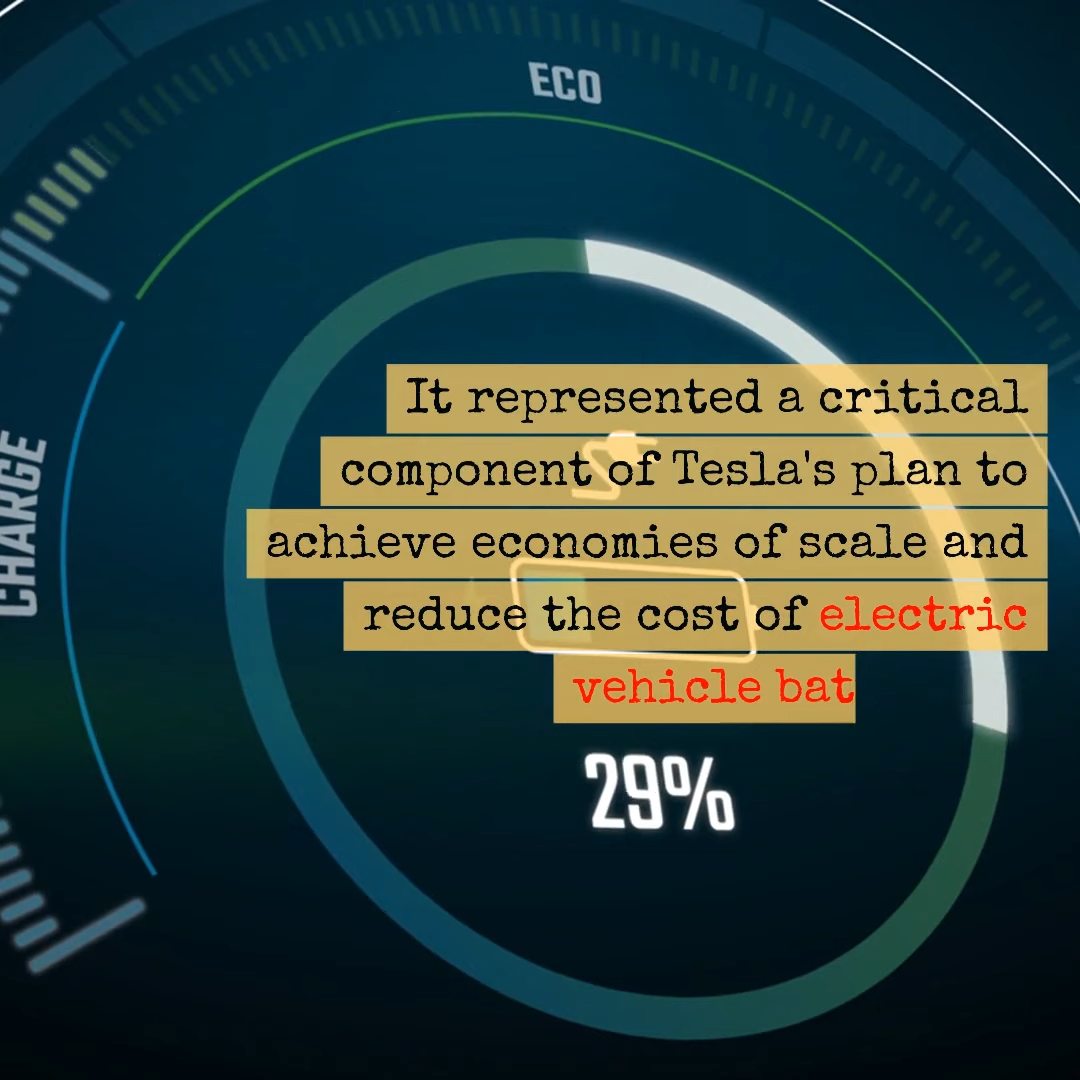 ECO
CHARGE
It represented a critical
component of Tesla's plan to
achieve economies of scale and
reduce the cost of electric
vehicle bat
29%